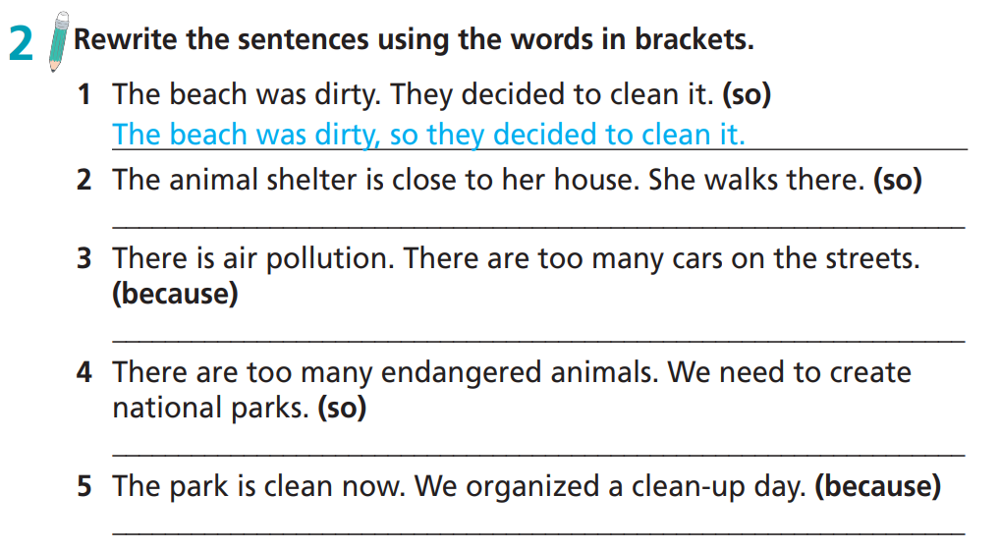 2 Rewrite the sentences using the words in brackets.
1 The beach was dirty. They decided to clean it. (so)
The beach was dirty, so they decided to clean it.
2 The animal shelter is close to her house. She walks there. (so)
3 There is air pollution. There are too many cars on the streets.
(because)
4 There are too many endangered animals. We need to create
national parks. (so)
5 The park is clean now. We organized a clean-up day. (because)